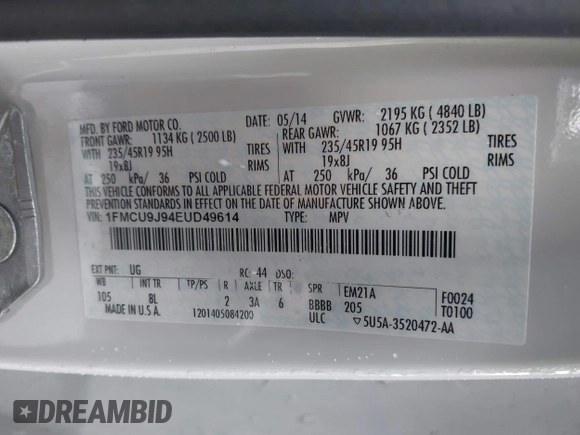 MFD. BY FORD MOTOR CO. DATE: 05/14 GVWR: 2195 KG ( 4840 LB)
FRONT GAWR: 1134 KG ( 2500 LB) REAR GAWR: 1067 KG ( 2352 LB)
WITH 235/45R19 95H TIRES WITH 235/45R19 95H TIRES
19x8J RIMS 19x8J RIMS
AT 250 kPa/ 36 PSI COLD AT 250 kPa/ 36 PSI COLD
THIS VEHICLE CONFORMS TO ALL APPLICABLE FEDERAL MOTOR VEHICLE SAFETY AND THEFT
PREVENTION STANDARDS IN EFFECT ON THE DATE OF MANUFACTURE SHOWN ABOVE.
VIN: 1FMCU9J94EUD49614 TYPE: MPV
EXT PNT: UG RC: 44 DSO:
WB INT TR TP/PS R AXLE TR SPR EM21A F0024
105 8L 2 3A 6 BBBB 205 T0100
MADE IN U.S.A. 1201405084203 ULC 5U5A-3520472-AA
DREAMBID